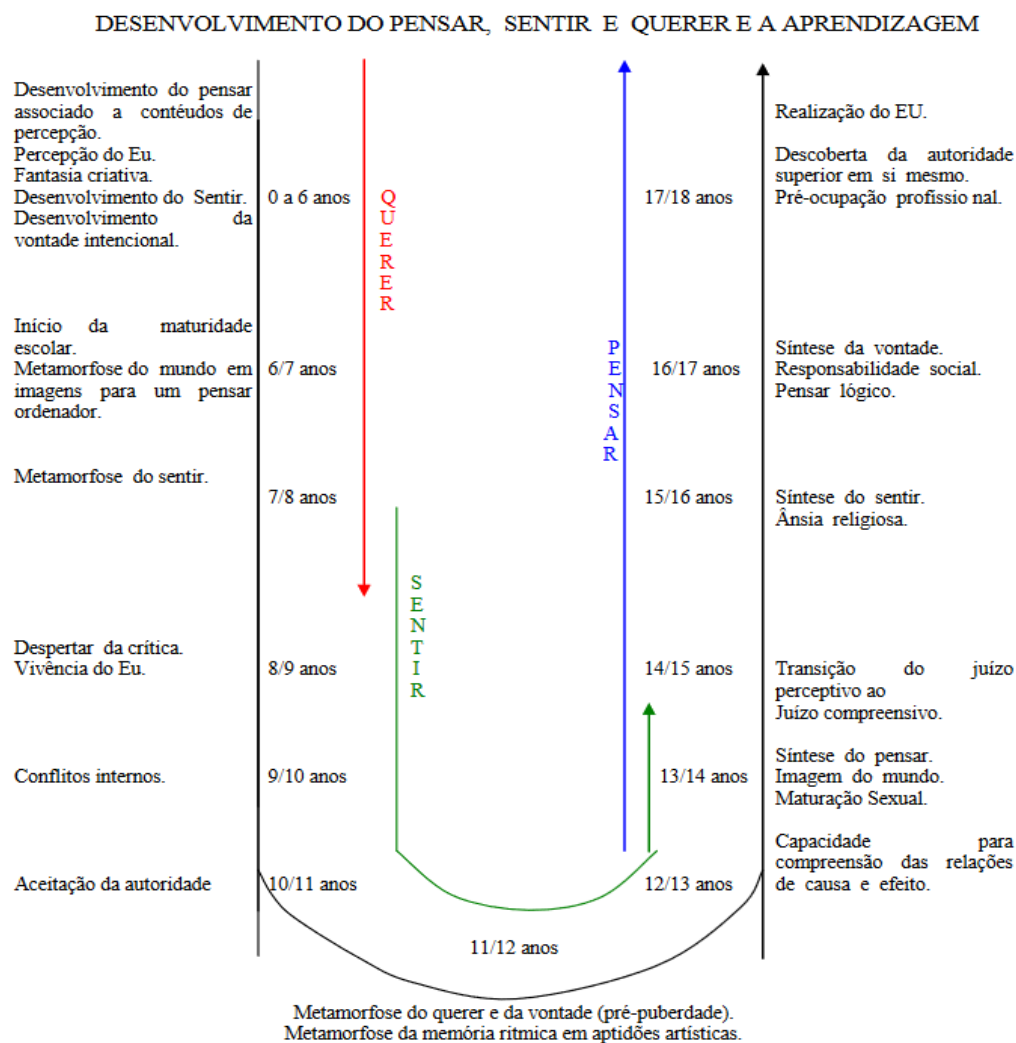 DESENVOLVIMENTO DO PENSAR, SENTIR E QUERER E A APRENDIZAGEM
Desenvolvimento do pensar
associado a contéudos de
percepção.
Percepção do Eu.
Fantasia criativa.
Desenvolvimento do Sentir.
Desenvolvimento da
vontade intencional.
0 a 6 anos
QUERER
17/18 anos
Realização do EU.
Descoberta da autoridade
superior em si mesmo.
Pré-ocupação profissio nal.
Início da maturidade
escolar.
Metamorfose do mundo em
imagens para um pensar
ordenador.
6/7 anos
PENSAR
16/17 anos
Síntese da vontade.
Responsabilidade social.
Pensar lógico.
Metamorfose do sentir.
7/8 anos
15/16 anos
Síntese do sentir.
Ânsia religiosa.
SENTIR
Despertar da crítica.
Vivência do Eu.
8/9 anos
14/15 anos
Transição do juízo
perceptivo ao
Juízo compreensivo.
Conflitos internos.
9/10 anos
13/14 anos
Síntese do pensar.
Imagem do mundo.
Maturação Sexual.
Aceitação da autoridade
10/11 anos
12/13 anos
Capacidade para
compreensão das relações
de causa e efeito.
11/12 anos
Metamorfose do querer e da vontade (pré-puberdade).
Metamorfose da memória rítmica em aptidões artísticas.